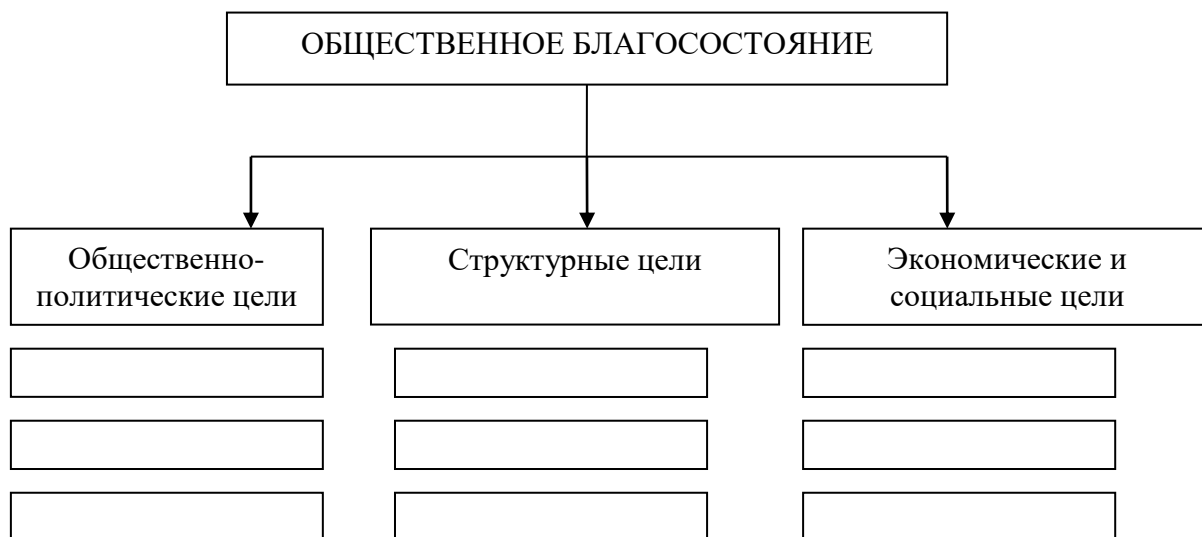 ОБЩЕСТВЕННОЕ БЛАГОСОСТОЯНИЕ
Общественно-
политические цели
Структурные цели
Экономические и
социальные цели